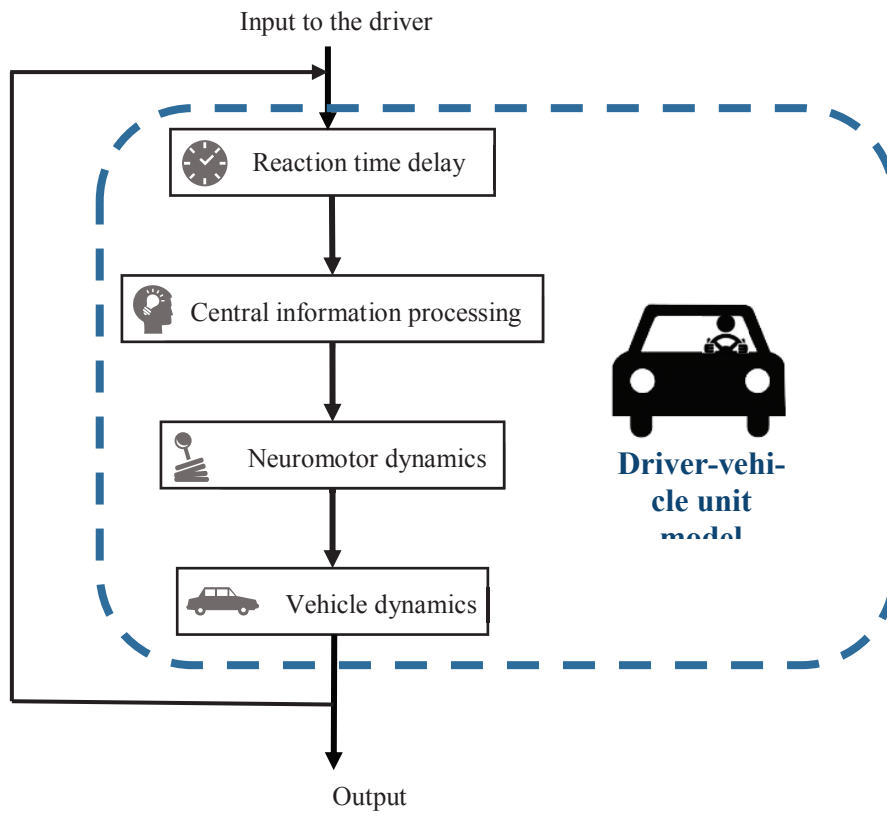 Input to the driver
Reaction time delay
Central information processing
Neuromotor dynamics
Driver-vehi-
cle unit
model
Vehicle dynamics
Output